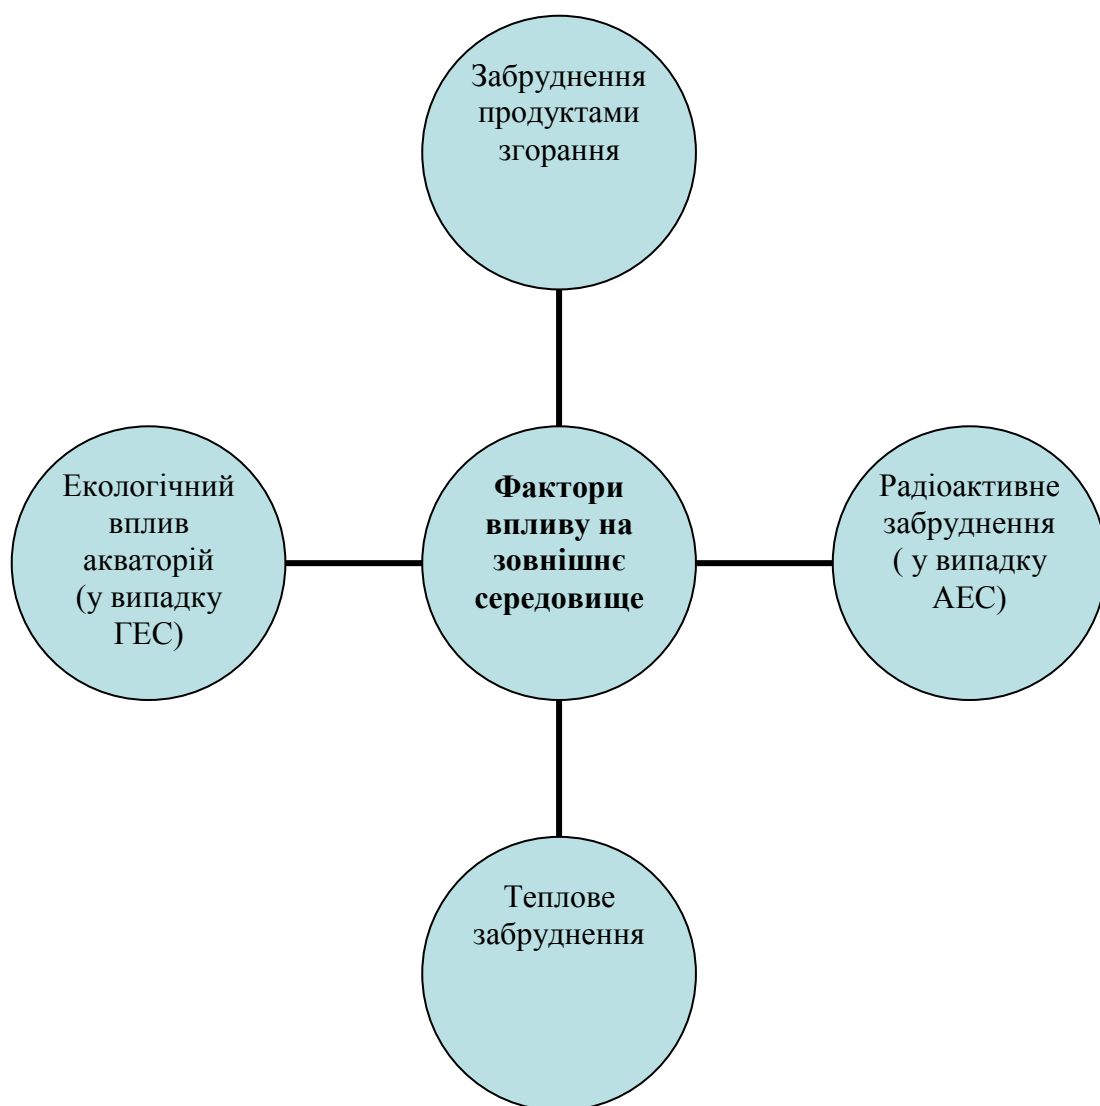 Забруднення
продуктами
згорання
Екологічний
вплив
акваторій
(у випадку
ГЕС)
Фактори
впливу на
зовнішнє
середовище
Радіоактивне
забруднення
( у випадку
АЕС)
Теплове
забруднення